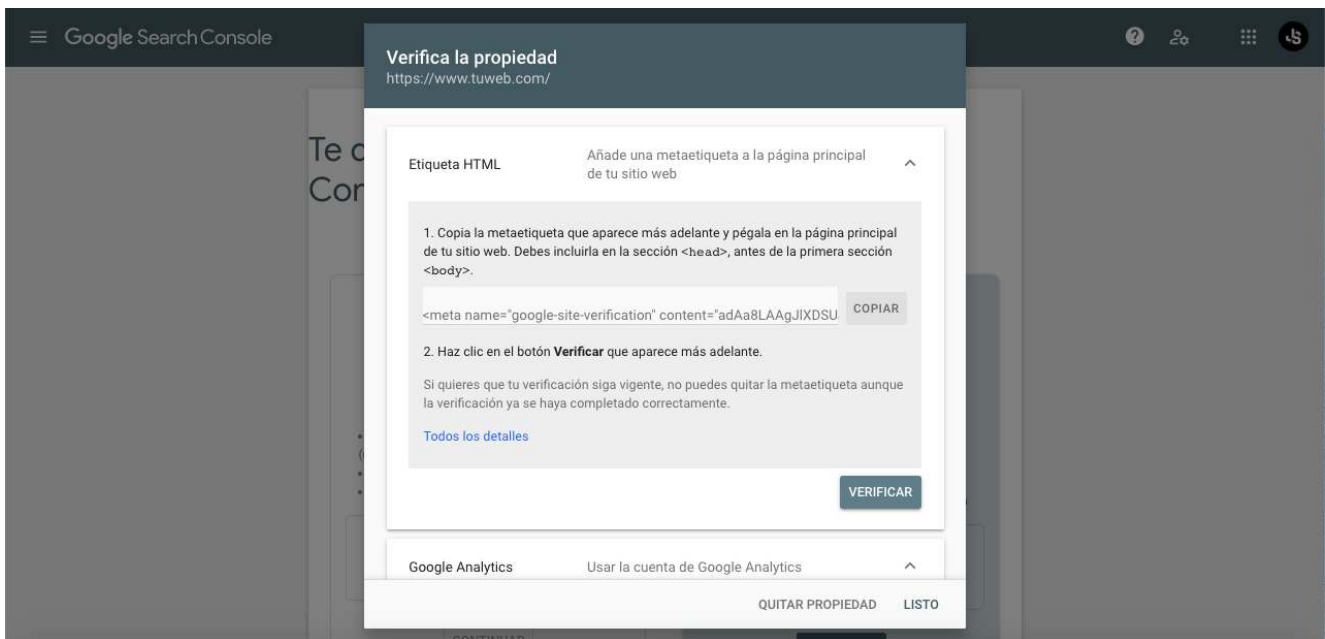 Google Search Console
Verifica la propiedad
https://www.tuweb.com/
Te d
Con
Etiqueta HTML
Añade una metaetiqueta a la página principal
de tu sitio web
1. Copia la metaetiqueta que aparece más adelante y pégala en la página principal
de tu sitio web. Debes incluirla en la sección <head>, antes de la primera sección
<body>.
<meta name="google-site-verification" content="adAa8LAAgJlXDSU
COPIAR
2. Haz clic en el botón Verificar que aparece más adelante.
Si quieres que tu verificación siga vigente, no puedes quitar la metaetiqueta aunque
la verificación ya se haya completado correctamente.
Todos los detalles
VERIFICAR
Google Analytics
Usar la cuenta de Google Analytics
QUITAR PROPIEDAD
LISTO
CONTINUAR